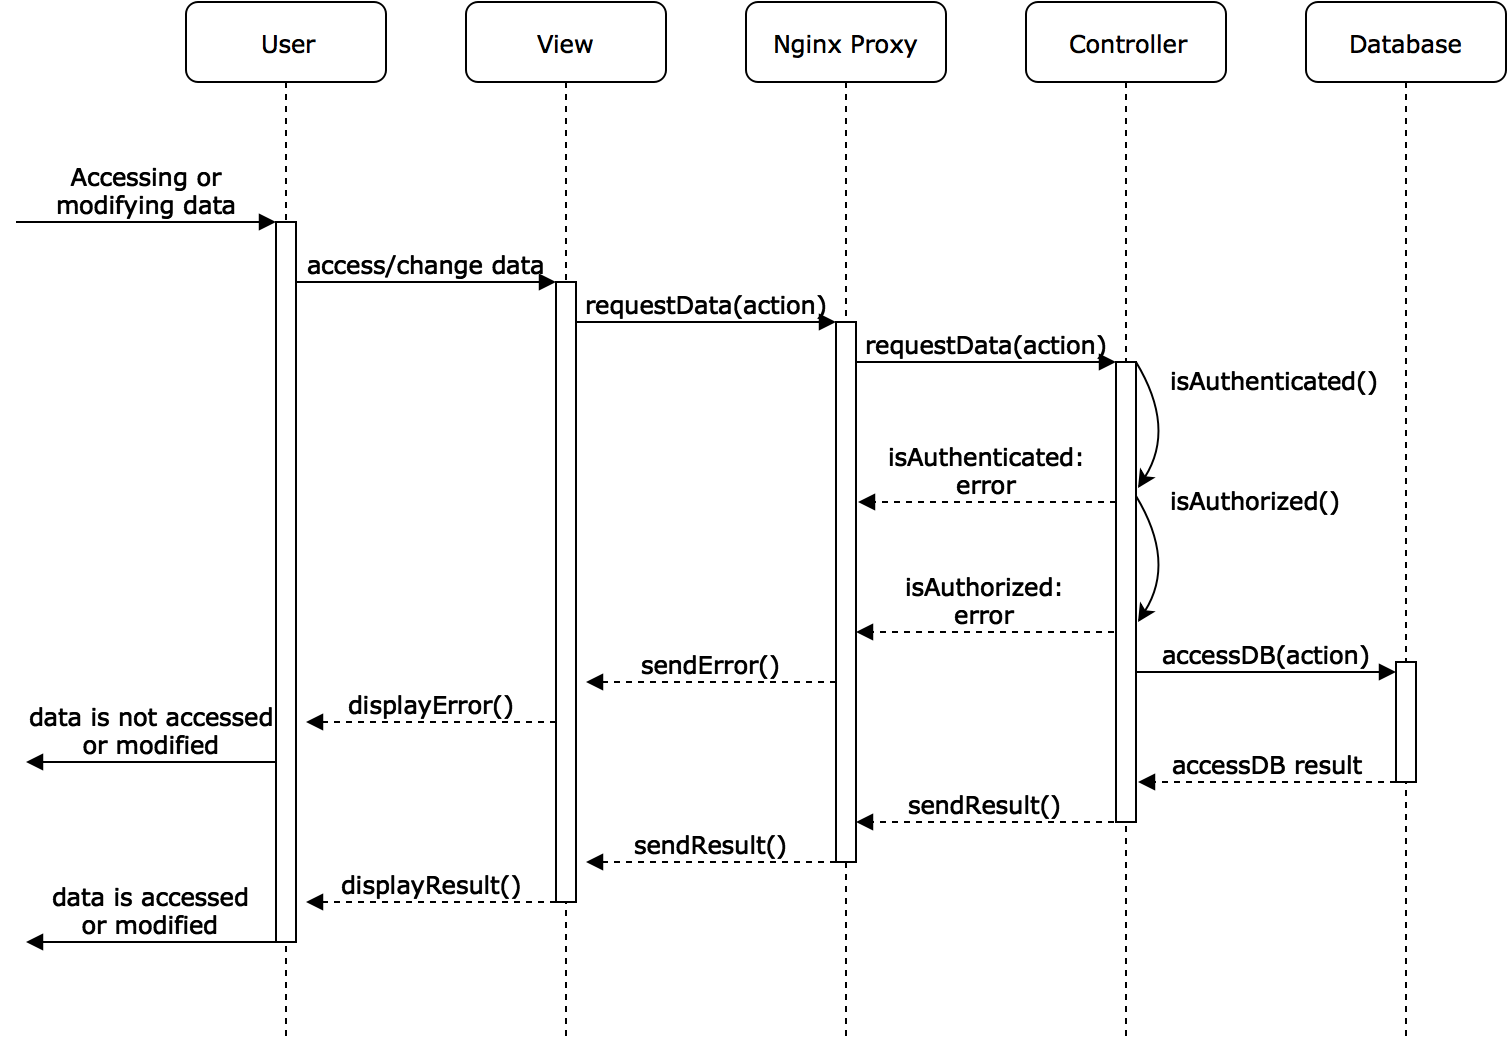 User
View
Nginx Proxy
Controller
Database
Accessing or
modifying data
access/change data
requestData(action)
requestData(action)
isAuthenticated()
isAuthenticated:
error
isAuthorized()
isAuthorized:
error
accessDB(action)
sendError()
displayError()
data is not accessed
or modified
accessDB result
sendResult()
sendResult()
displayResult()
data is accessed
or modified